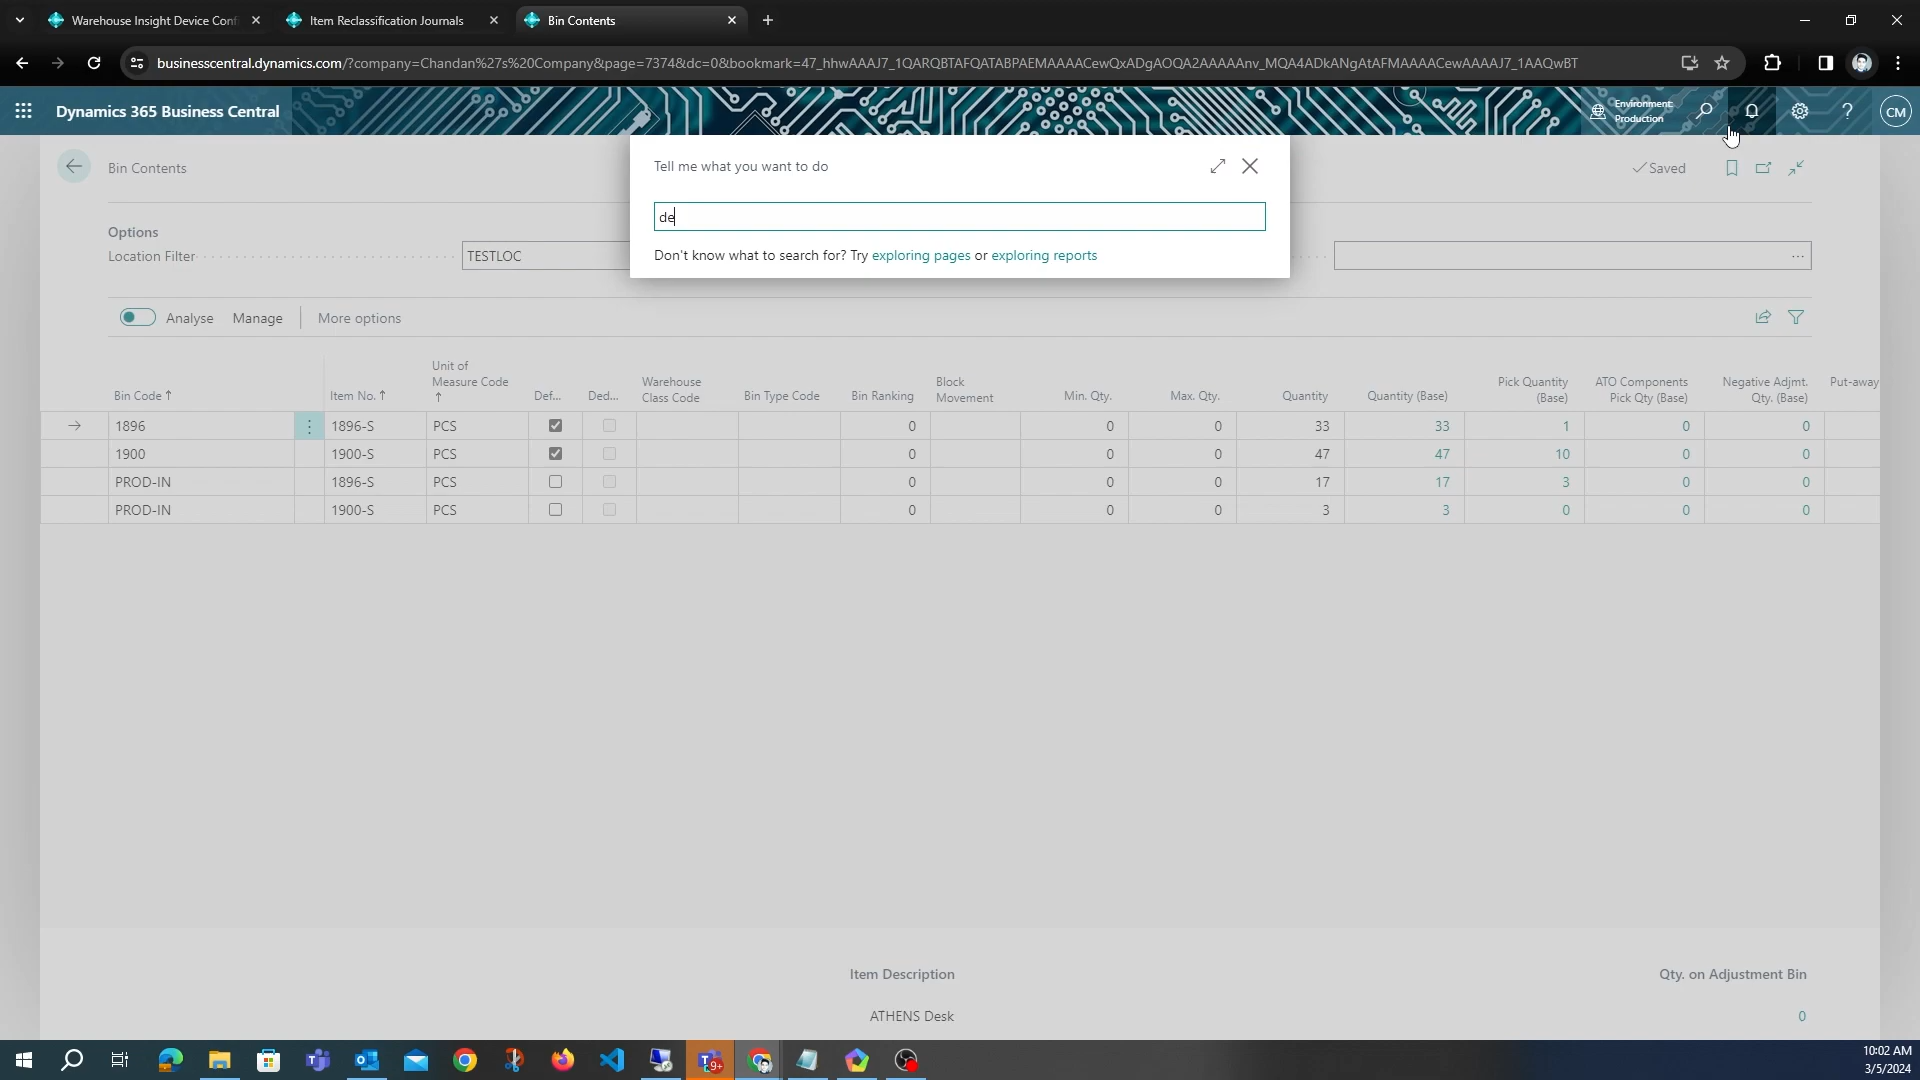 Warehouse Insight Device Confi
Item Reclassification Journals
Bin Contents
businesscentral.dynamics.com/?company=Chandan%27s%20Company&page=7374&dc=0&bookmark=47_hhwAAAJ7_1QARQBTAFQATABPAEMAAAACewQxADgAOQA2AAAAAnv_MQA4ADkANgAtAFMAAAACewAAAAJ7_1AAQwBT
Dynamics 365 Business Central
Environment:
Production
?
CM
Bin Contents
Tell me what you want to do
Saved
de
Don't know what to search for? Try exploring pages or exploring reports
Options
Location Filter
TESTLOC
Analyse
Manage
More options
Bin Code ↑
Item No. ↑
Unit of
Measure Code
↑
Def...
Ded...
Warehouse
Class Code
Bin Type Code
Bin Ranking
Block
Movement
Min. Qty.
Max. Qty.
Quantity
Quantity (Base)
Pick Quantity
(Base)
ATO Components
Pick Qty (Base)
Negative Adjmt.
Qty. (Base)
Put-away
1896 1896-S PCS 0 0 0 33 33 1 0 0
1900 1900-S PCS 0 0 0 47 47 10 0 0
PROD-IN 1896-S PCS 0 0 0 17 17 3 0 0
PROD-IN 1900-S PCS 0 0 0 3 3 0 0 0
Item Description
Qty. on Adjustment Bin
ATHENS Desk
0
9+
10:02 AM
3/5/2024